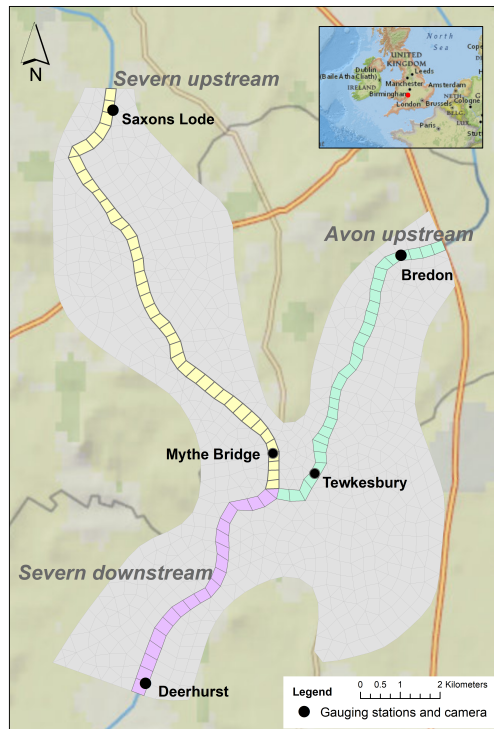 North
Sea
UNITED
KINGDOM
Dublin
(Baile Átha Cliath)
Leeds
IRELAND
Manchester
Birmingham
Amsterdam
NETH.
London
Brussels
Cologne
BELG.
LUX.
Paris
N
Severn upstream
Saxons Lode
Avon upstream
Bredon
Mythe Bridge
Tewkesbury
Severn downstream
Deerhurst
0 1 2 Kilometers
Legend
Gauging stations and camera